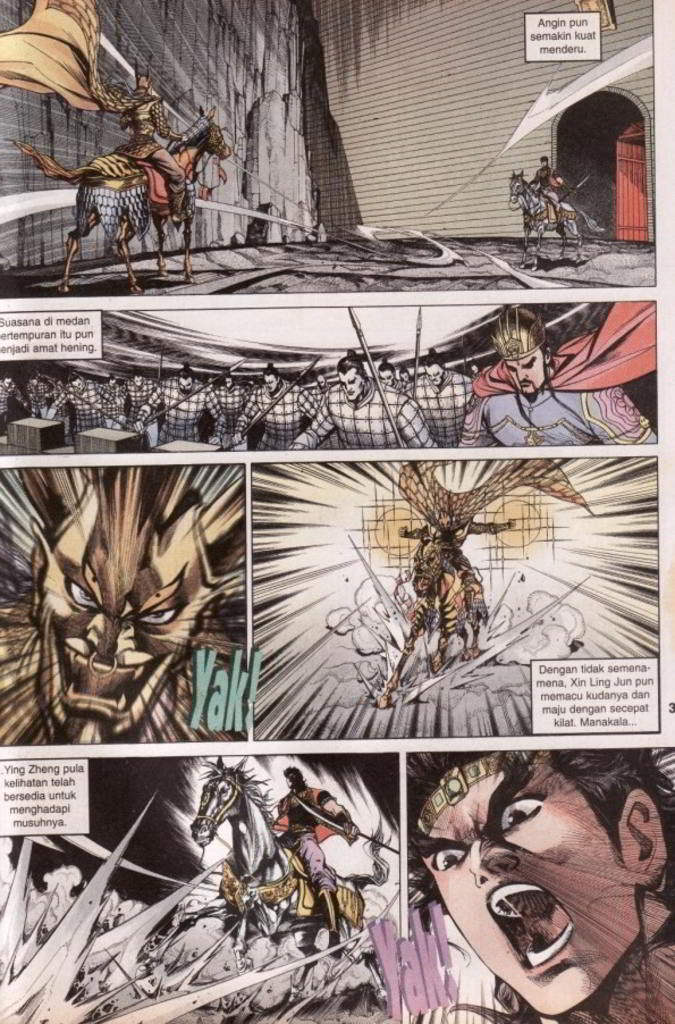 Angin pun
semakin kuat
menderu.
Suasana di medan
pertempuran itu pun
menjadi amat hening.
Yak!
Dengan tidak semena-
mena, Xin Ling Jun pun
memacu kudanya dan
maju dengan secepat
kilat. Manakala...
3
...Ying Zheng pula
kelihatan telah
bersedia untuk
menghadapi
musuhnya.
Yak!